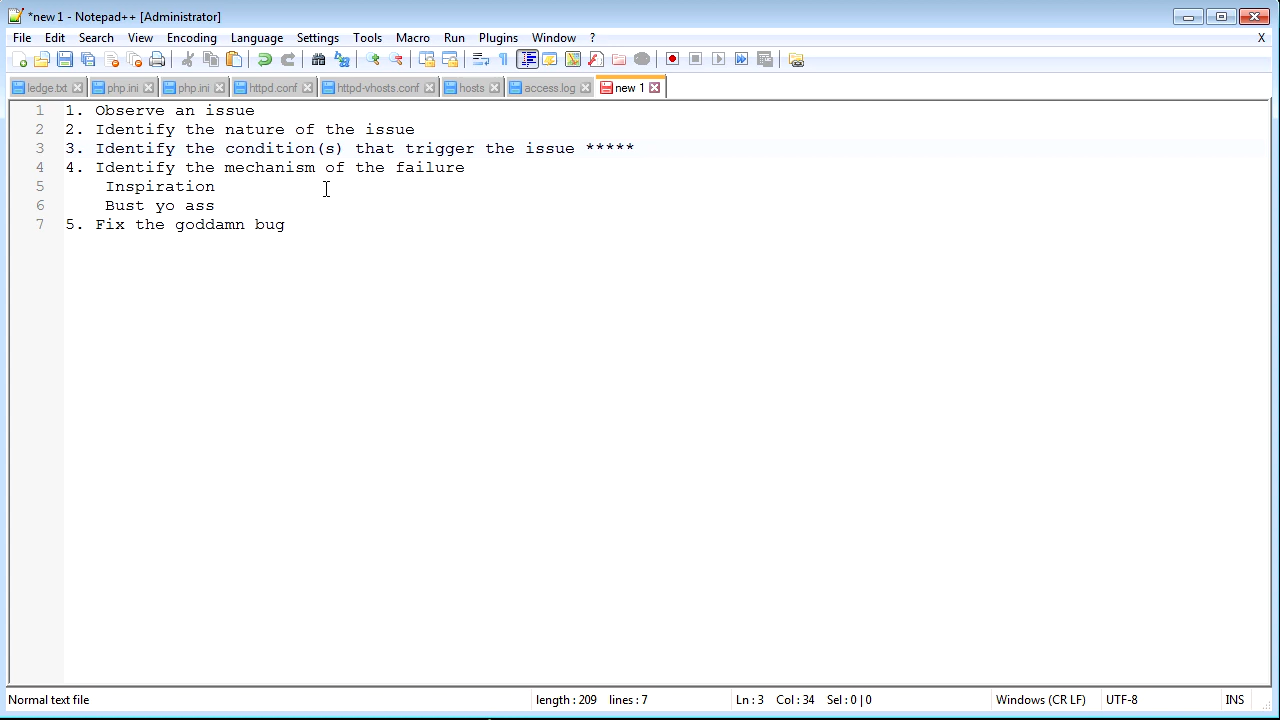 *new 1 - Notepad++ [Administrator]
File Edit Search View Encoding Language Settings Tools Macro Run Plugins Window ? X
ledge.txt php.ini php.ini httpd.conf httpd-vhosts.conf hosts access.log new 1
1 1. Observe an issue
2 2. Identify the nature of the issue
3 3. Identify the condition(s) that trigger the issue *****
4 4. Identify the mechanism of the failure
5 Inspiration
6 Bust yo ass
7 5. Fix the goddamn bug
Normal text file length : 209 lines : 7 Ln : 3 Col : 34 Sel : 0 | 0 Windows (CR LF) UTF-8 INS